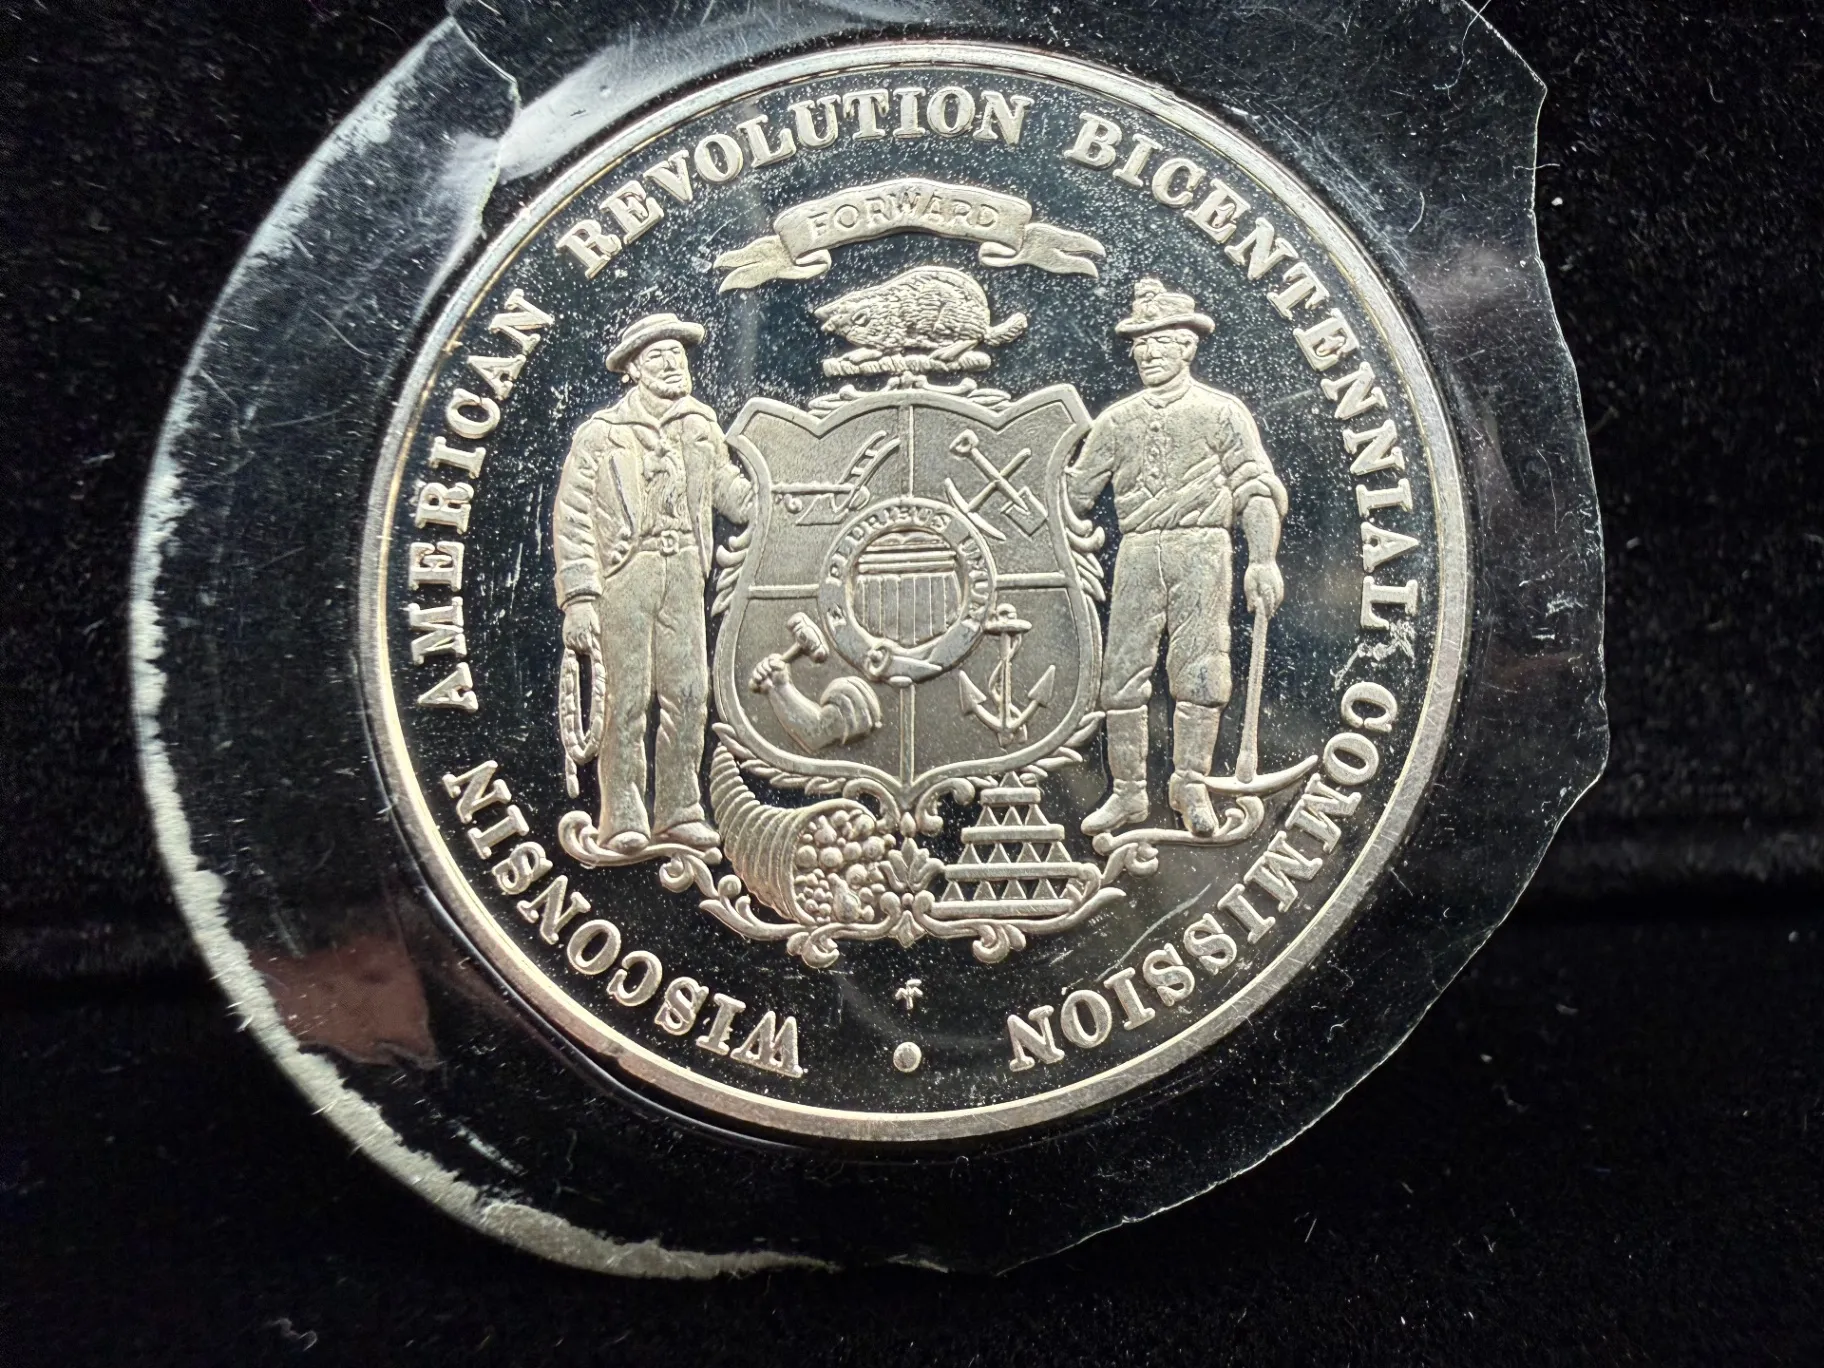 WISCONSIN AMERICAN REVOLUTION BICENTENNIAL COMMISSION
FORWARD
E PLURIBUS UNUM